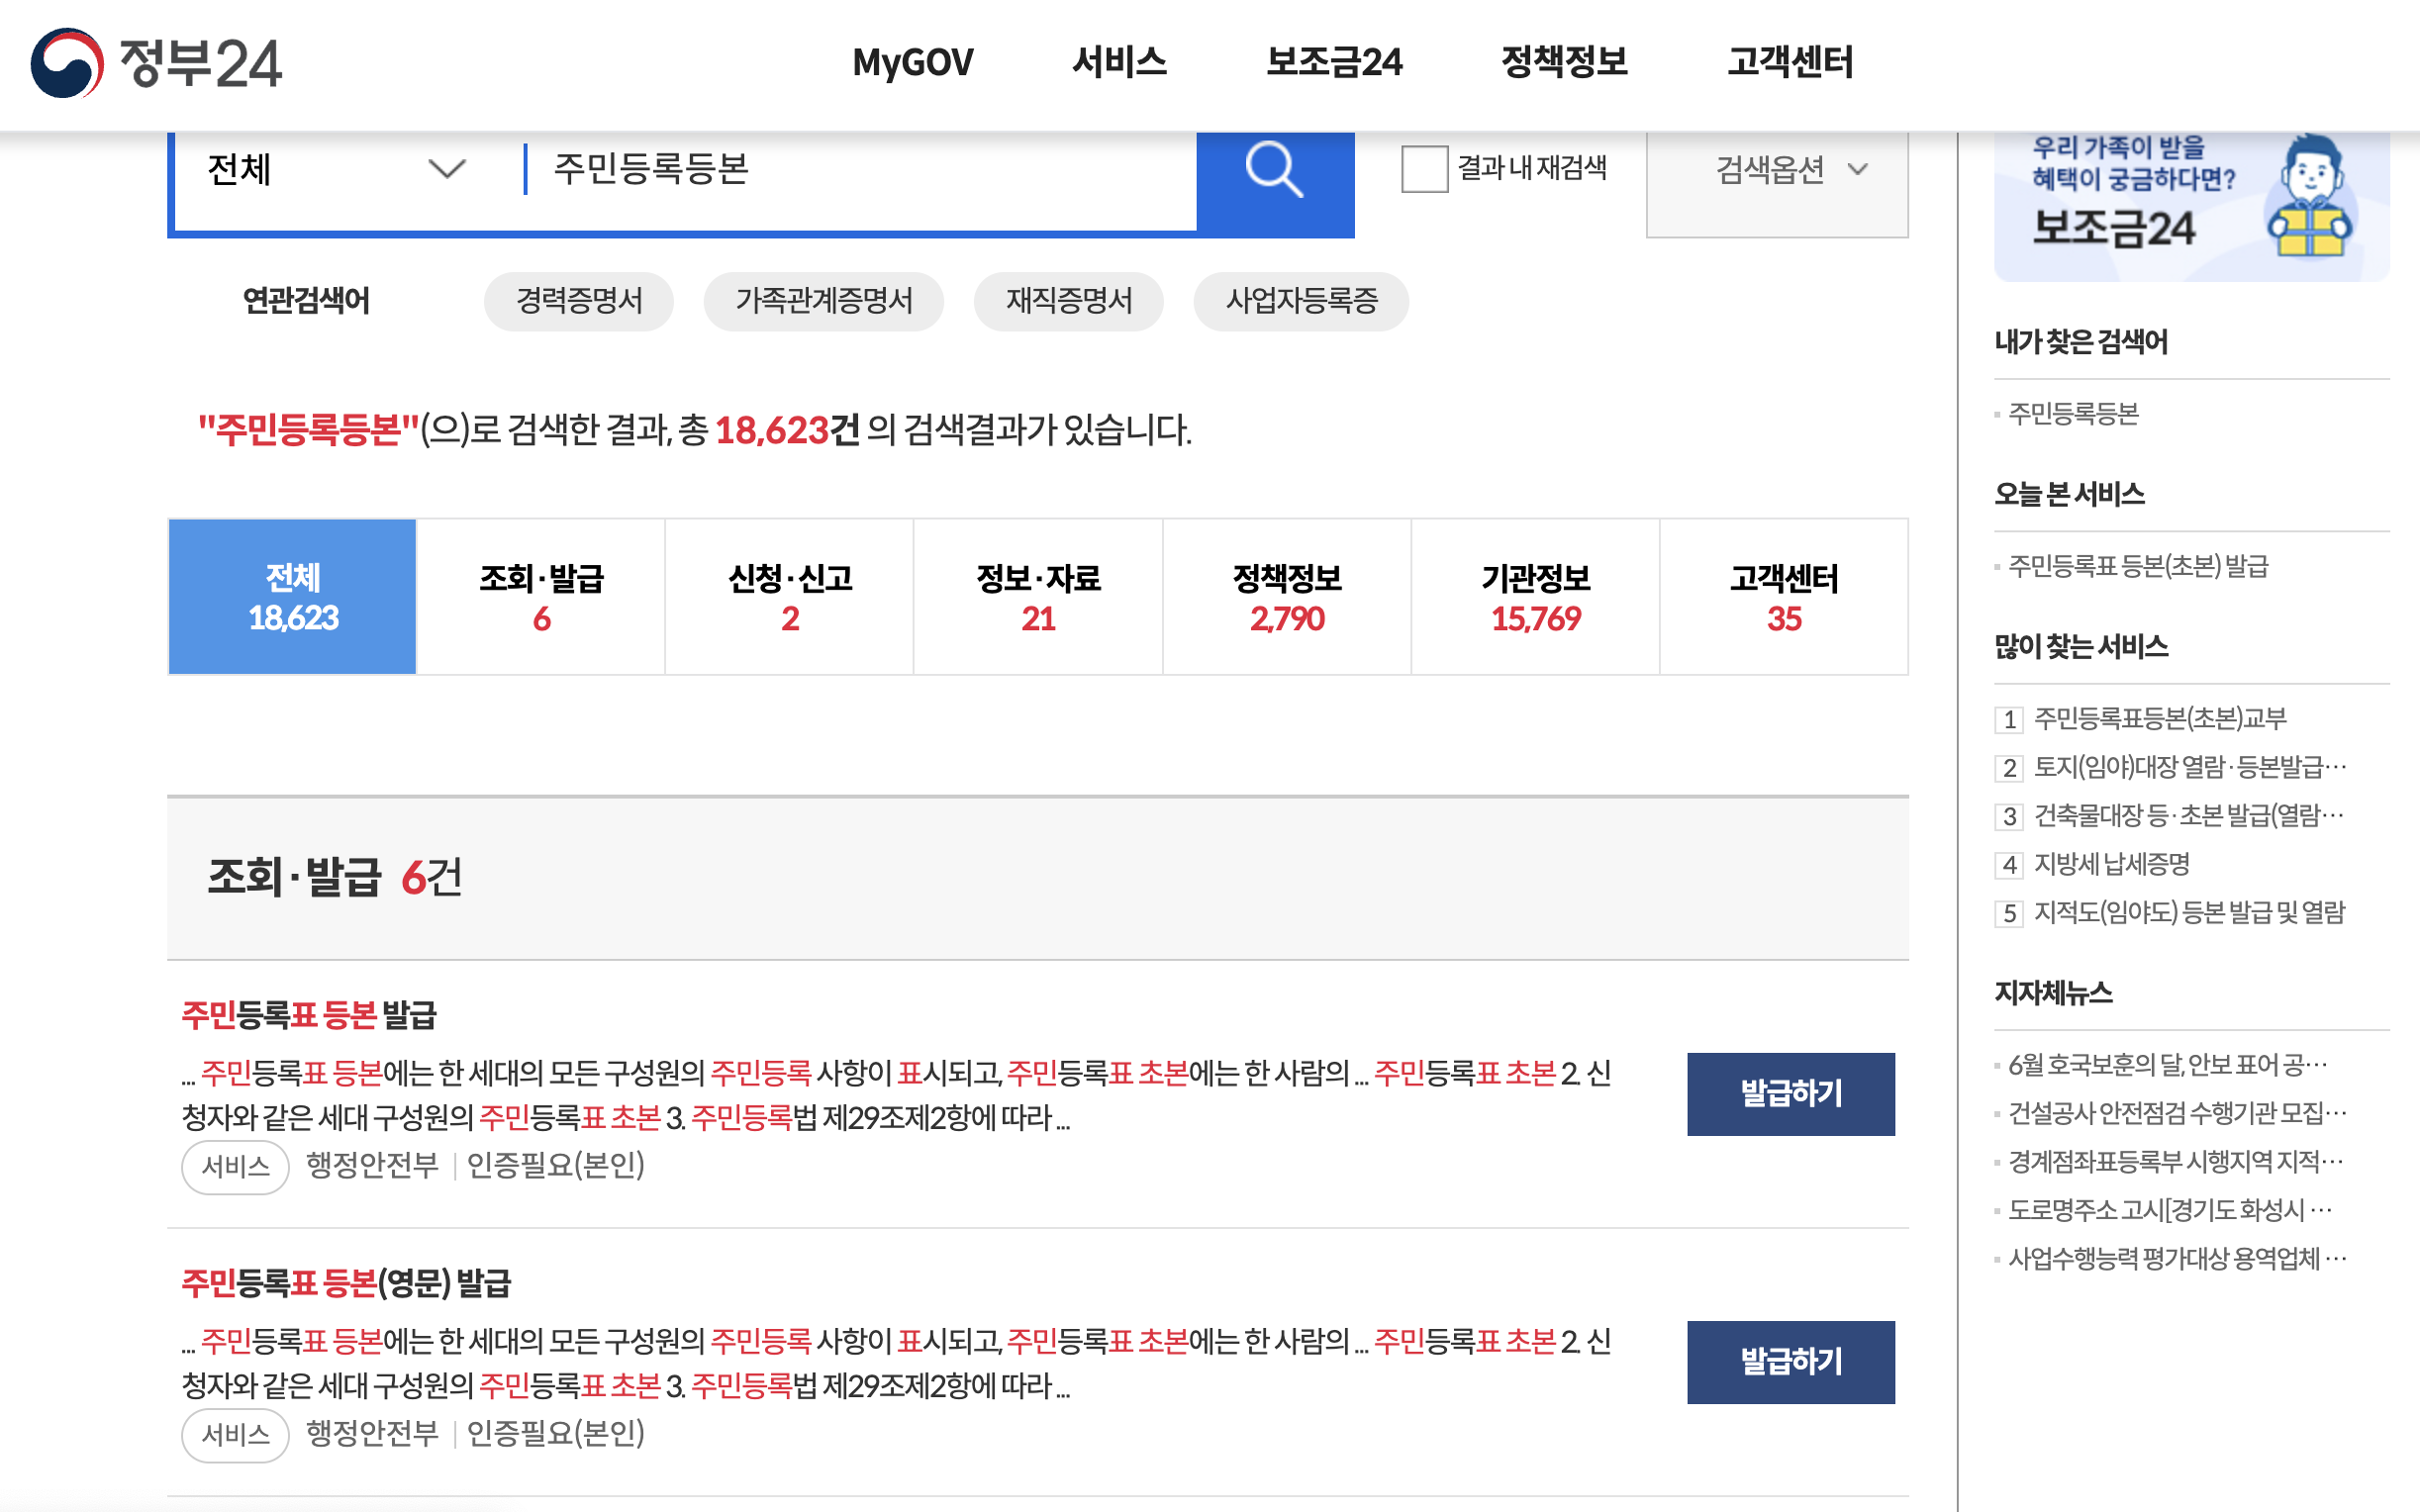 정부24
MyGOV 서비스 보조금24 정책정보 고객센터
전체 주민등록등본 결과 내 재검색 검색옵션
연관검색어 경력증명서 가족관계증명서 재직증명서 사업자등록증
"주민등록등본"(으)로 검색한 결과, 총 18,623건 의 검색결과가 있습니다.
전체 조회·발급 신청·신고 정보·자료 정책정보 기관정보 고객센터
18,623 6 2 21 2,790 15,769 35
조회·발급 6건
주민등록표 등본 발급
... 주민등록표 등본에는 한 세대의 모든 구성원의 주민등록 사항이 표시되고, 주민등록표 초본에는 한 사람의 ... 주민등록표 초본 2. 신
청자와 같은 세대 구성원의 주민등록표 초본 3. 주민등록법 제29조제2항에 따라 ...
발급하기
서비스 행정안전부 인증필요(본인)
주민등록표 등본(영문) 발급
... 주민등록표 등본에는 한 세대의 모든 구성원의 주민등록 사항이 표시되고, 주민등록표 초본에는 한 사람의 ... 주민등록표 초본 2. 신
청자와 같은 세대 구성원의 주민등록표 초본 3. 주민등록법 제29조제2항에 따라 ...
발급하기
서비스 행정안전부 인증필요(본인)
우리 가족이 받을
혜택이 궁금하다면?
보조금24
내가 찾은 검색어
주민등록등본
오늘 본 서비스
주민등록표 등본(초본) 발급
많이 찾는 서비스
1 주민등록표등본(초본)교부
2 토지(임야)대장 열람·등본발급…
3 건축물대장 등·초본 발급(열람…
4 지방세 납세증명
5 지적도(임야도) 등본 발급 및 열람
지자체뉴스
6월 호국보훈의 달, 안보 표어 공…
건설공사 안전점검 수행기관 모집…
경계점좌표등록부 시행지역 지적…
도로명주소 고시[경기도 화성시 …
사업수행능력 평가대상 용역업체 …